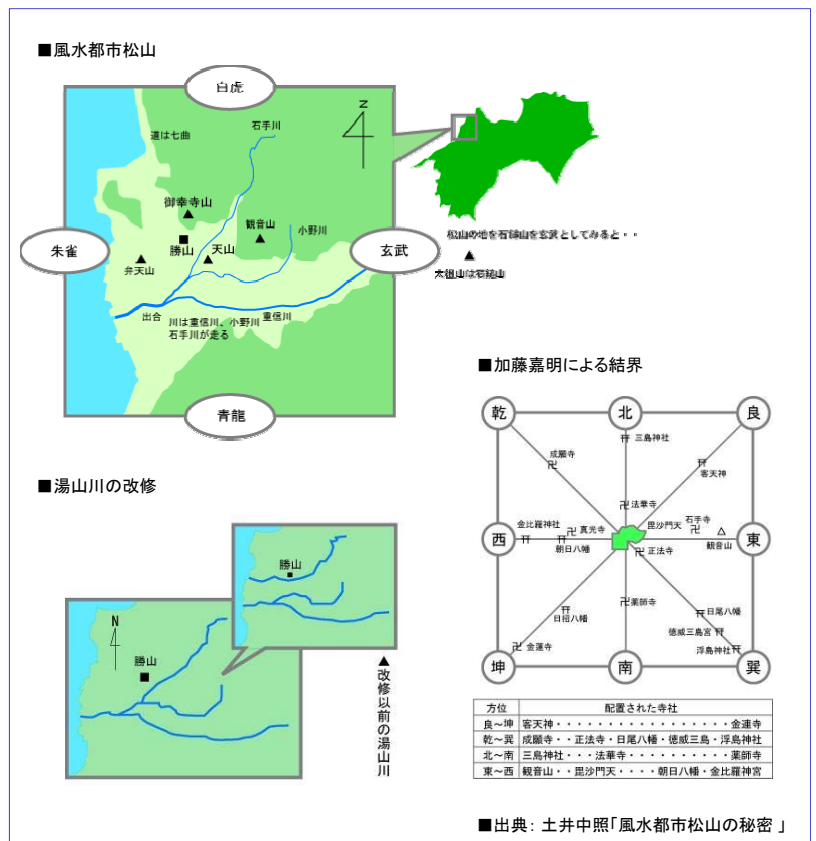 ■風水都市松山
白虎
道は七曲
石手川
N
御幸寺山
観音山
小野川
朱雀
勝山
天山
弁天山
玄武
松山の地を石鎚山を玄武としてみると・・
太祖山は石鎚山
出合
川は重信川、小野川
石手川が走る
重信川
青龍
■加藤嘉明による結界
乾
北
良
三島神社
成願寺
客天神
法華寺
毘沙門天
石手寺
西
金比羅神社
真光寺
朝日八幡
正法寺
観音山
東
薬師寺
日招八幡
日尾八幡
徳威三島宮
浮島神社
金蓮寺
坤
南
巽
■湯山川の改修
勝山
N
勝山
▲改修以前の湯山川
方位 配置された寺社
良～坤 客天神・・・・・・・・・・・・・・・・・金連寺
乾～巽 成願寺・・正法寺・日尾八幡・徳威三島・浮島神社
北～南 三島神社・・・法華寺・・・・・・・・・・薬師寺
東～西 観音山・・毘沙門天・・・・朝日八幡・金比羅神宮
■出典：土井中照「風水都市松山の秘密 」